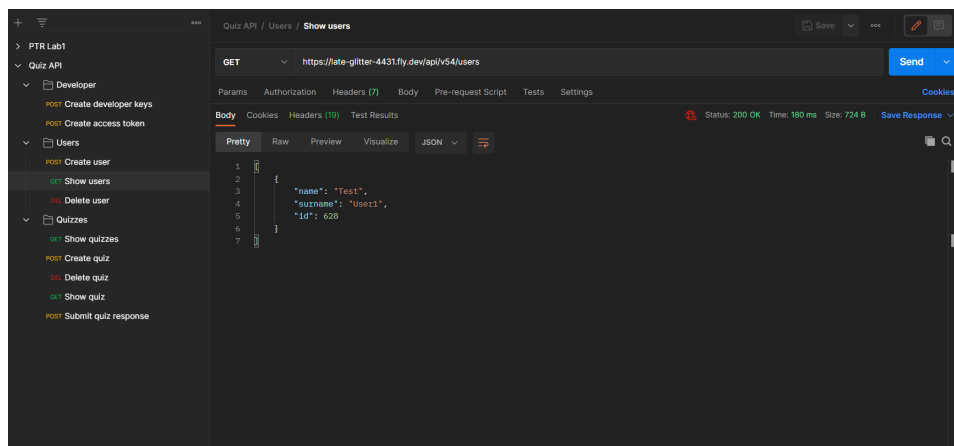 Quiz API / Users / Show users
Save
PTR Lab1
Quiz API
Developer
POST Create developer keys
POST Create access token
Users
POST Create user
GET Show users
DEL Delete user
Quizzes
GET Show quizzes
POST Create quiz
DEL Delete quiz
GET Show quiz
POST Submit quiz response
GET https://late-glitter-4431.fly.dev/api/v54/users Send
Params Authorization Headers (7) Body Pre-request Script Tests Settings Cookies
Body Cookies Headers (19) Test Results Status: 200 OK Time: 180 ms Size: 724 B Save Response
Pretty Raw Preview Visualize JSON
1 [
2 {
3 "name": "Test",
4 "surname": "User1",
5 "id": 628
6 }
7 ]